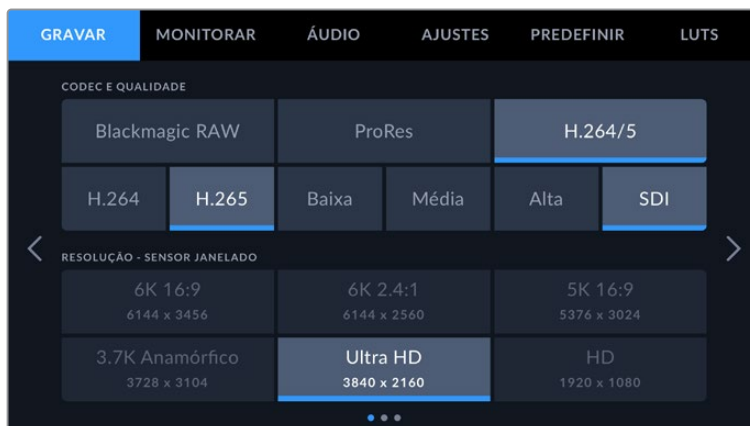 GRAVAR MONITORAR ÁUDIO AJUSTES PREDEFINIR LUTS
CODEC E QUALIDADE
Blackmagic RAW ProRes H.264/5
H.264 H.265 Baixa Média Alta SDI
RESOLUÇÃO - SENSOR JANELADO
6K 16:9 6K 2.4:1 5K 16:9
6144 x 3456 6144 x 2560 5376 x 3024
3.7K Anamórfico Ultra HD HD
3728 x 3104 3840 x 2160 1920 x 1080